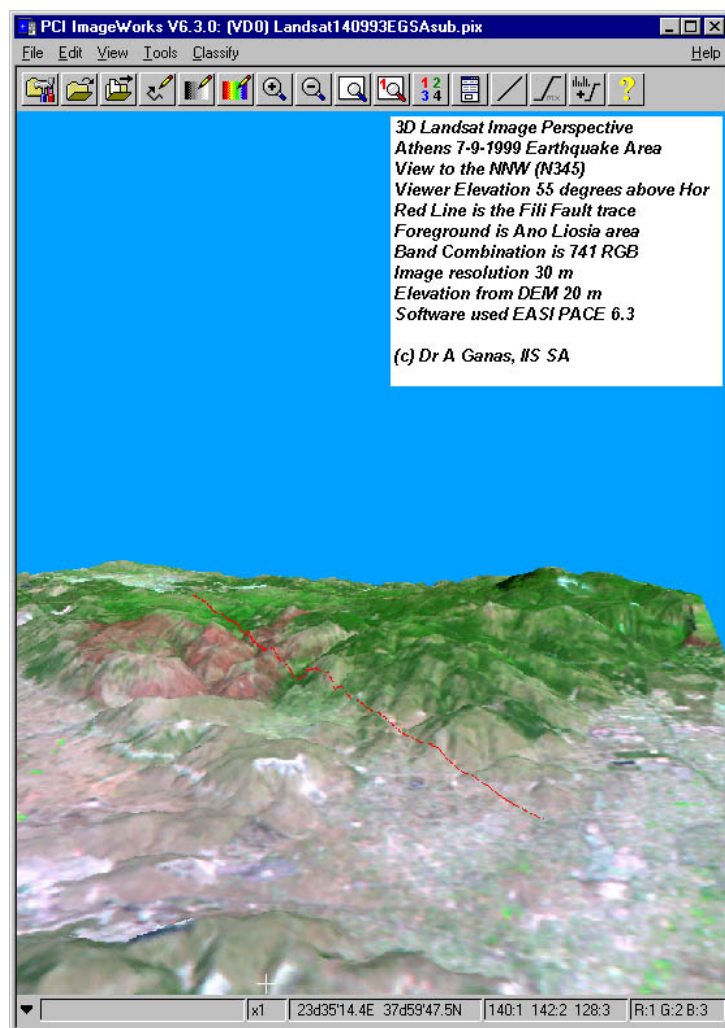 PCI ImageWorks V6.3.0: (VD0) Landsat140993EGSAsub.pix
File Edit View Tools Classify Help
1 2
3 4
3D Landsat Image Perspective
Athens 7-9-1999 Earthquake Area
View to the NNW (N345)
Viewer Elevation 55 degrees above Hor
Red Line is the Fili Fault trace
Foreground is Ano Liosia area
Band Combination is 741 RGB
Image resolution 30 m
Elevation from DEM 20 m
Software used EASI PACE 6.3
(c) Dr A Ganas, IIS SA
x1 23d35'14.4E 37d59'47.5N 140:1 142:2 128:3 R:1 G:2 B:3